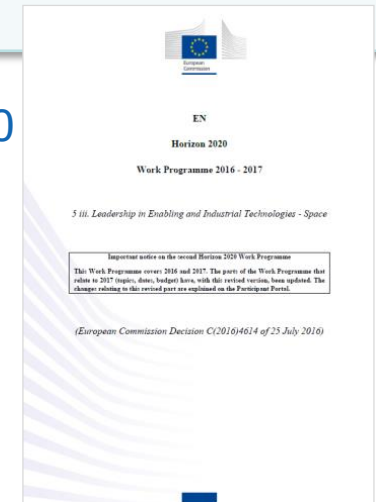 0
European
Commission
EN
Horizon 2020
Work Programme 2016 - 2017
5 iii. Leadership in Enabling and Industrial Technologies - Space
Important notice on the second Horizon 2020 Work Programme
This Work Programme covers 2016 and 2017. The parts of the Work Programme that
relate to 2017 (topics, dates, budget) have, with this revised version, been updated. The
changes relating to this revised part are explained on the Participant Portal.
(European Commission Decision C(2016)4614 of 25 July 2016)